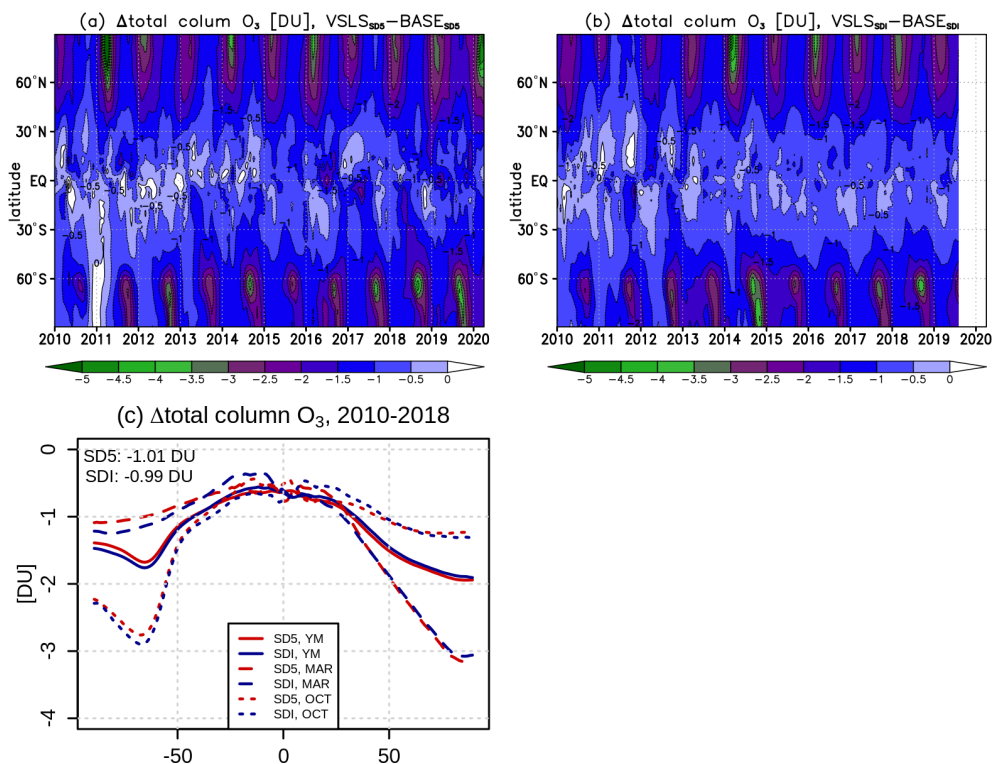 (a) Δtotal colum O₃ [DU], VSLS_SD5−BASE_SD5
(b) Δtotal colum O₃ [DU], VSLS_SDI−BASE_SDI
latitude
60°N
30°N
EQ
30°S
60°S
2010 2011 2012 2013 2014 2015 2016 2017 2018 2019 2020
−5 −4.5 −4 −3.5 −3 −2.5 −2 −1.5 −1 −0.5 0
latitude
60°N
30°N
EQ
30°S
60°S
2010 2011 2012 2013 2014 2015 2016 2017 2018 2019 2020
−5 −4.5 −4 −3.5 −3 −2.5 −2 −1.5 −1 −0.5 0
(c) Δtotal column O₃, 2010-2018
SD5: -1.01 DU
SDI: -0.99 DU
[DU]
0
-1
-2
-3
-4
SD5, YM
SDI, YM
SD5, MAR
SDI, MAR
SD5, OCT
SDI, OCT
-50 0 50